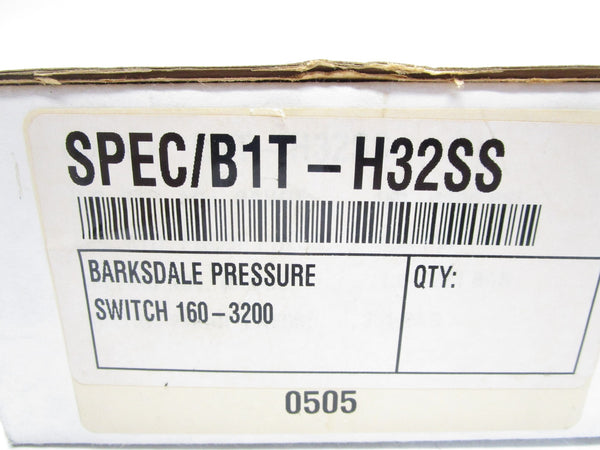 SPEC/B1T-H32SS
BARKSDALE PRESSURE
SWITCH 160-3200
QTY:
0505